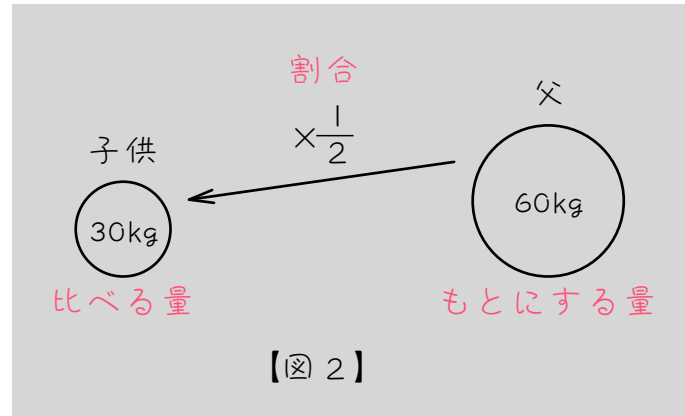 割合
父
×1/2
子供
60kg
30kg
比べる量
もとにする量
【図2】